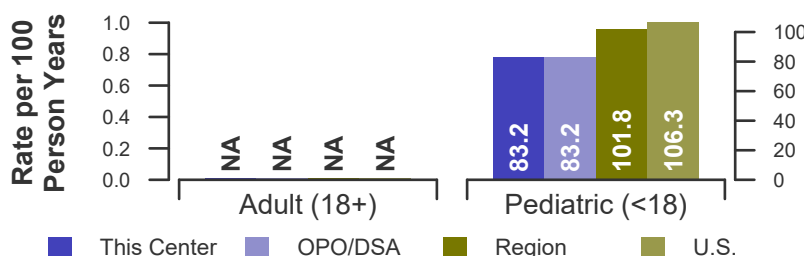 Rate per 100
Person Years
1.0
0.8
0.6
0.4
0.2
0.0
NA NA NA NA
83.2 83.2 101.8 106.3
100
80
60
40
20
0
Adult (18+) Pediatric (<18)
This Center OPO/DSA Region U.S.